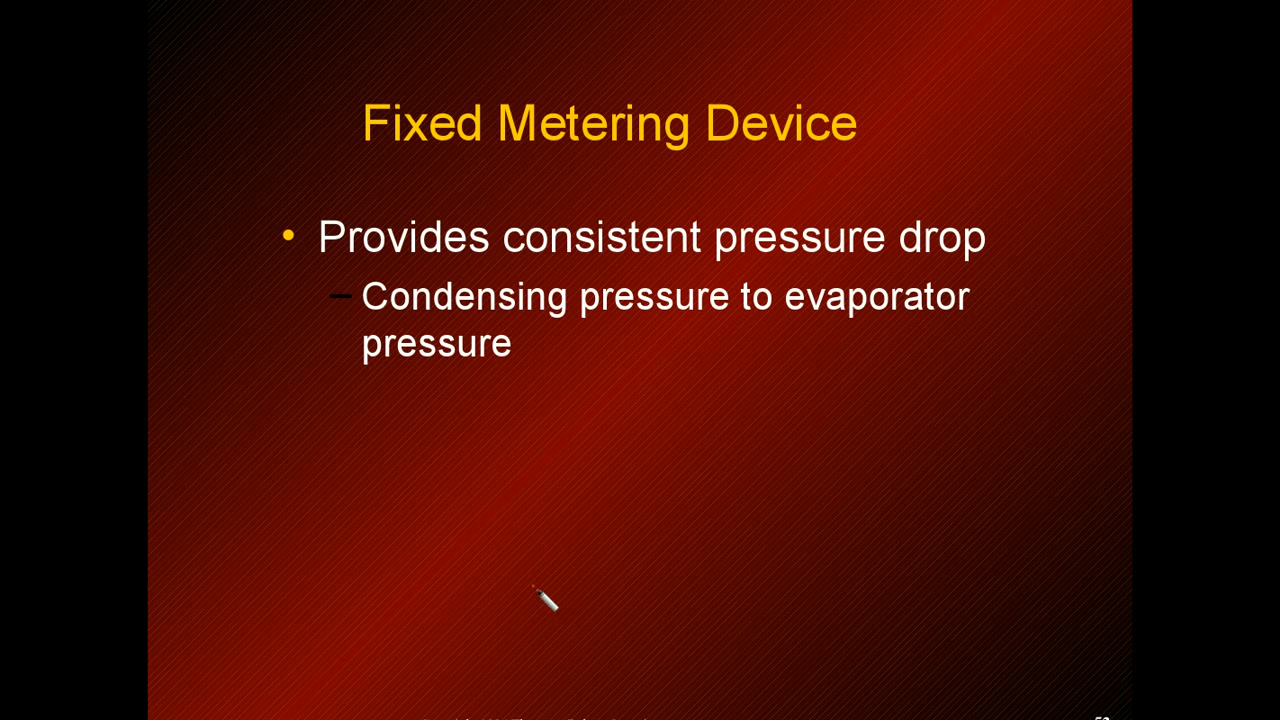 Fixed Metering Device
• Provides consistent pressure drop
– Condensing pressure to evaporator
pressure